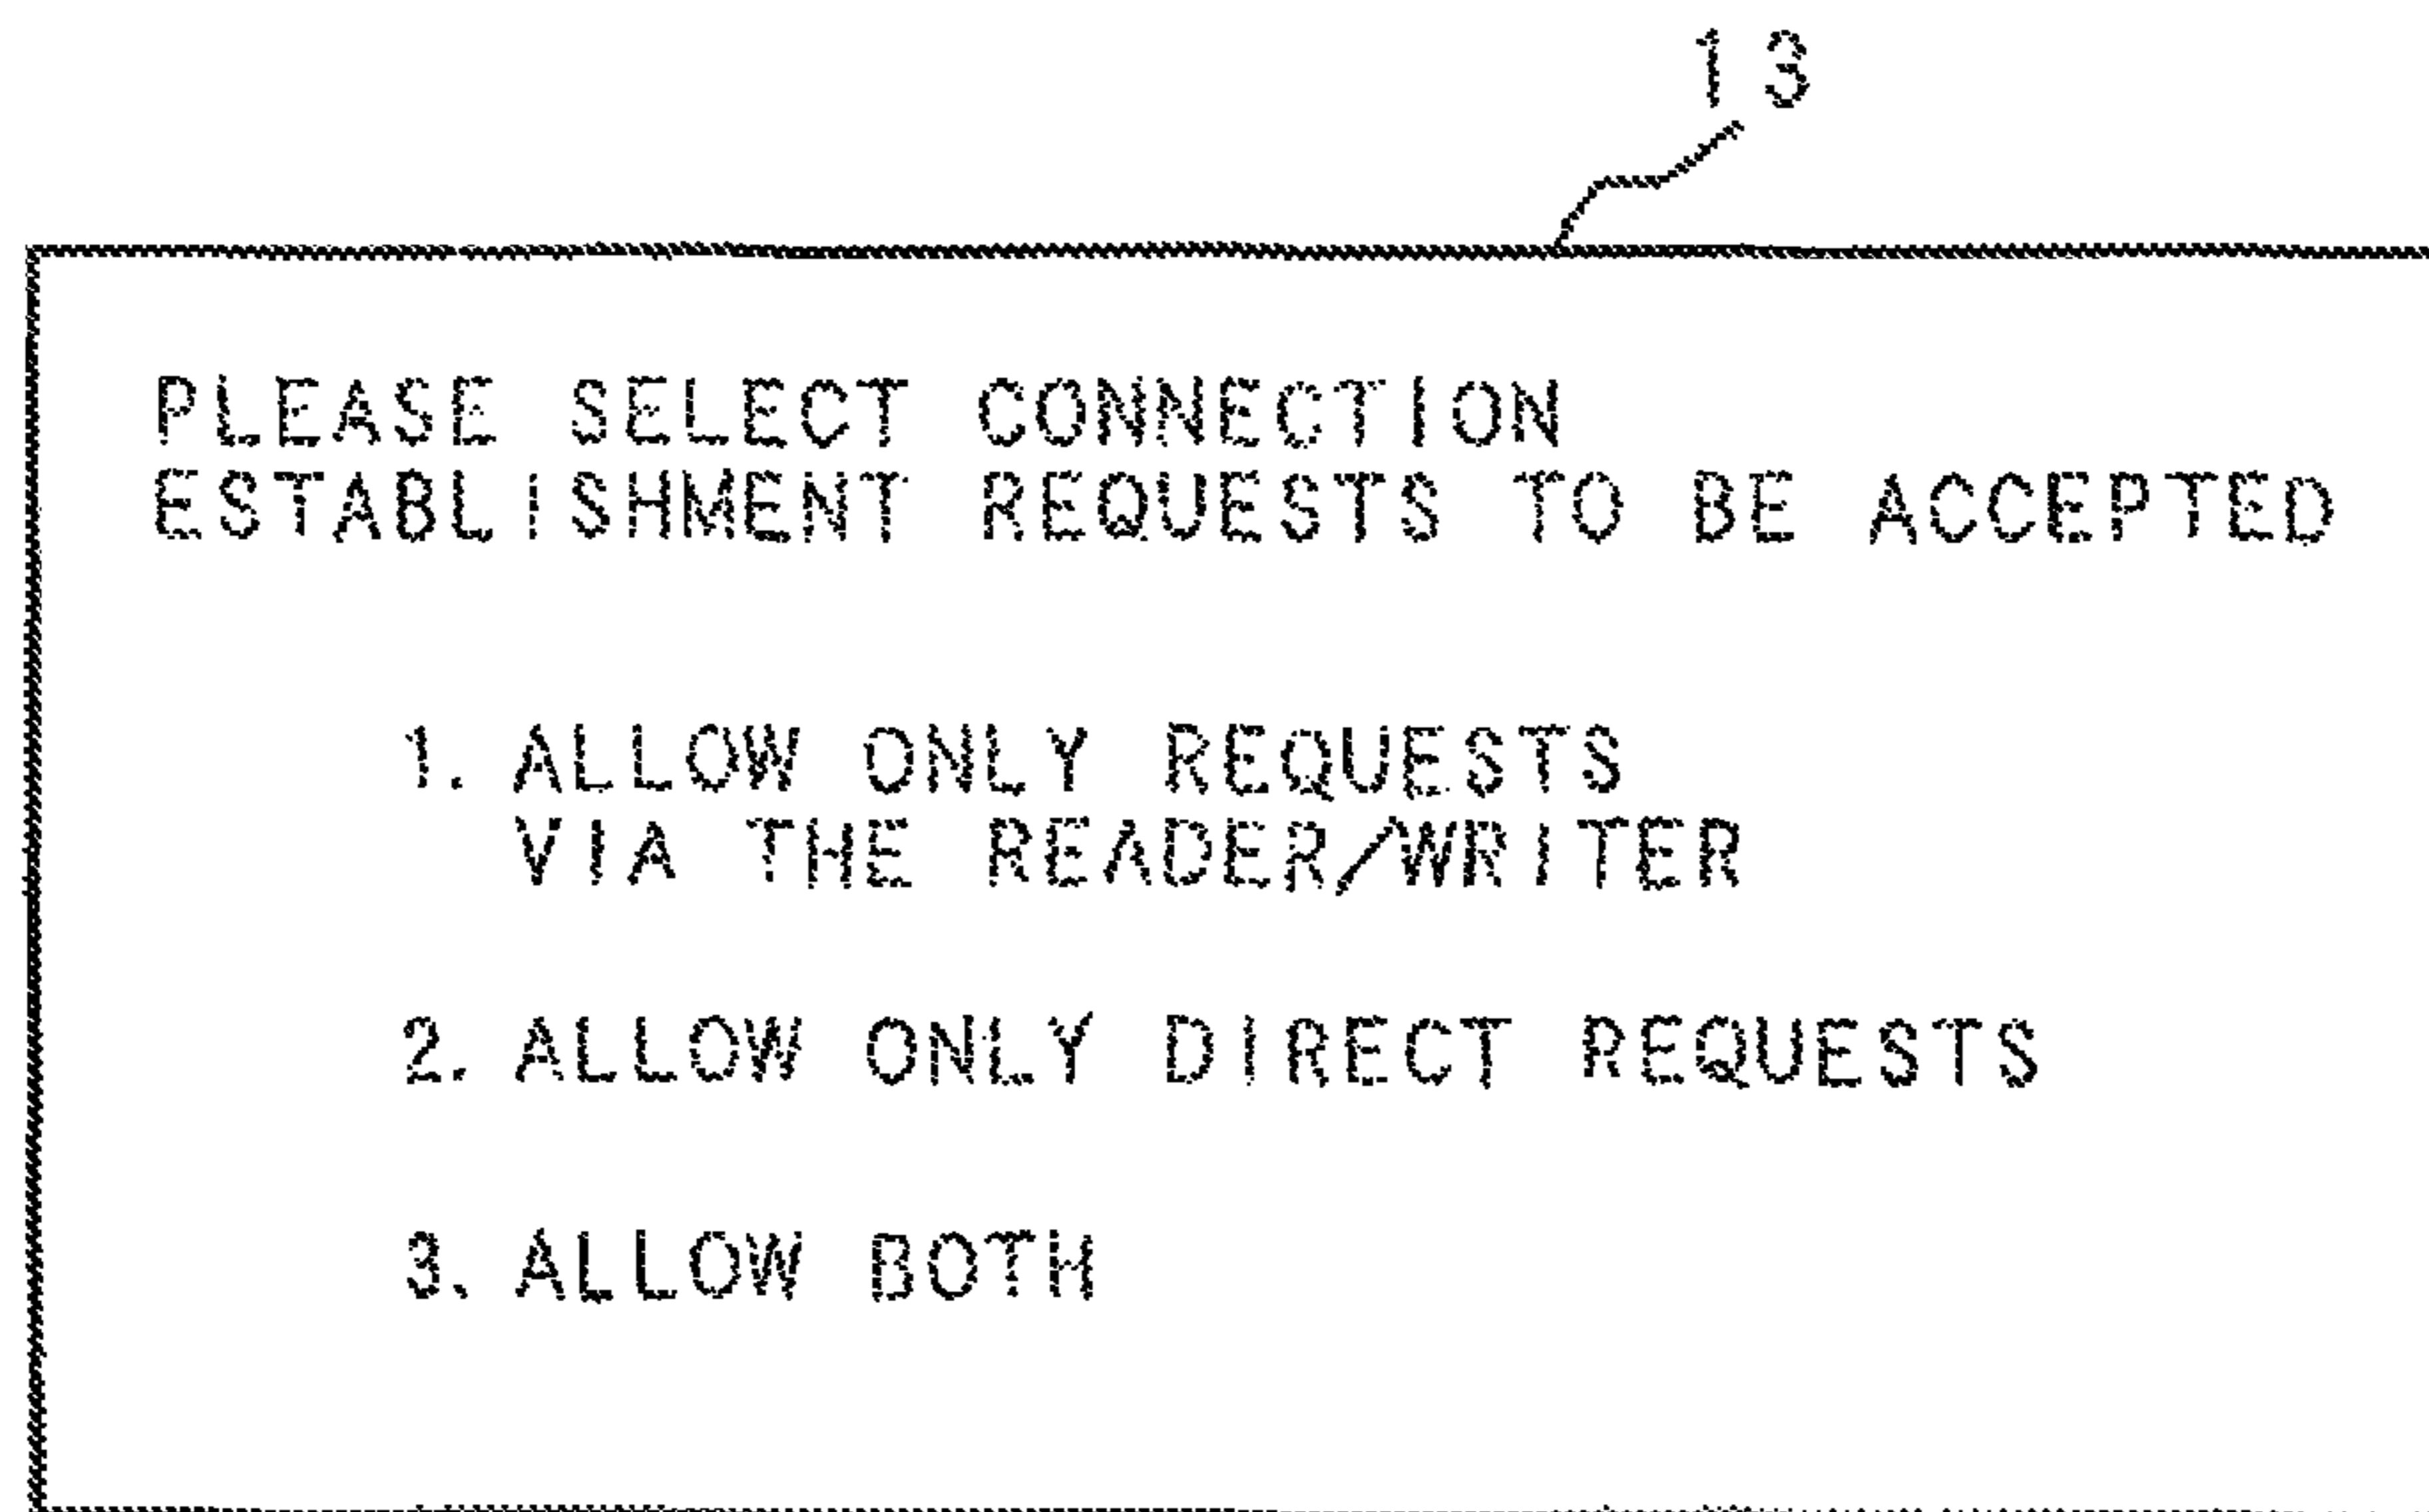 13
PLEASE SELECT CONNECTION
ESTABLISHMENT REQUESTS TO BE ACCEPTED
1. ALLOW ONLY REQUESTS
VIA THE READER/WRITER
2. ALLOW ONLY DIRECT REQUESTS
3. ALLOW BOTH